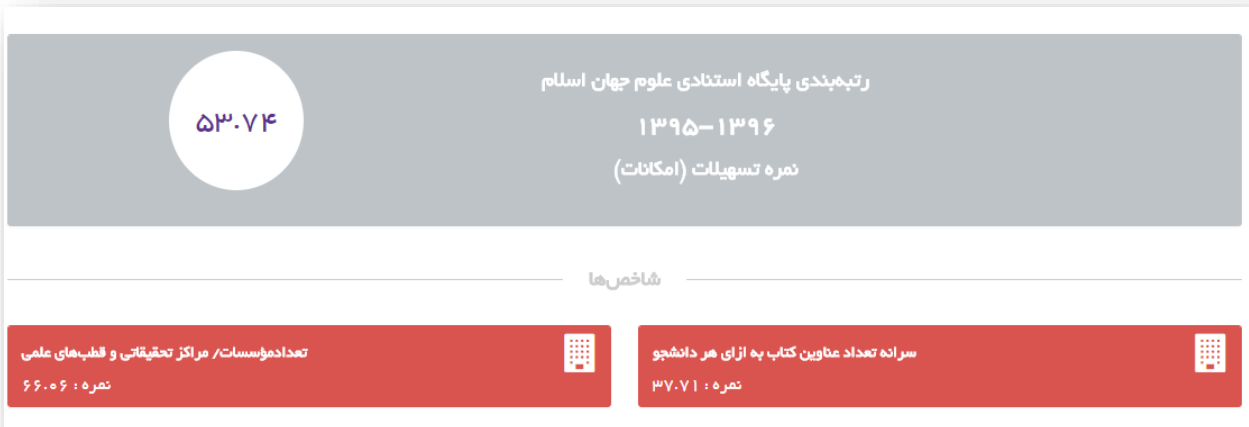 رتبه‌بندی پایگاه استنادی علوم جهان اسلام
۱۳۹۵-۱۳۹۶
نمره تسهیلات (امکانات)
۵۳.۷۴
شاخص‌ها
سرانه تعداد عناوین کتاب به ازای هر دانشجو
نمره : ۳۷.۷۱
تعدادمؤسسات/ مراکز تحقیقاتی و قطب‌های علمی
نمره : ۶۶.۰۶